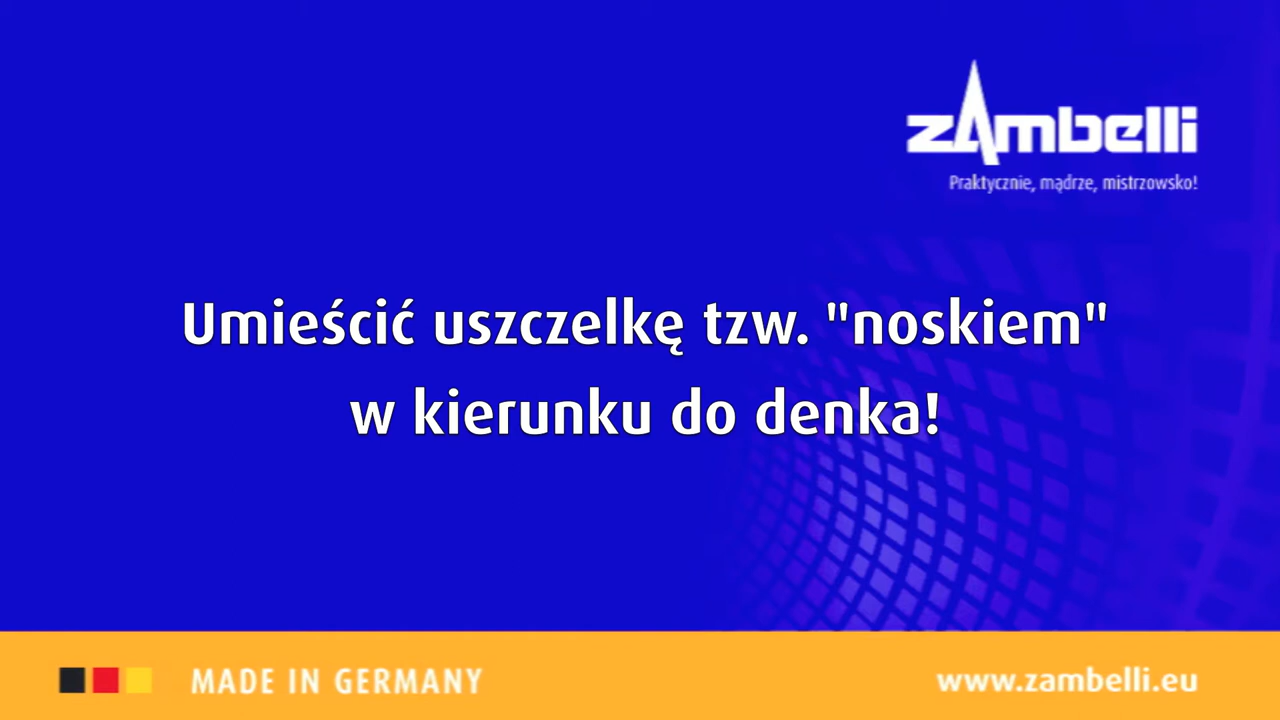 zambelli
Praktycznie, mądrze, mistrzowsko!
Umieścić uszczelkę tzw. "noskiem"
w kierunku do denka!
MADE IN GERMANY
www.zambelli.eu